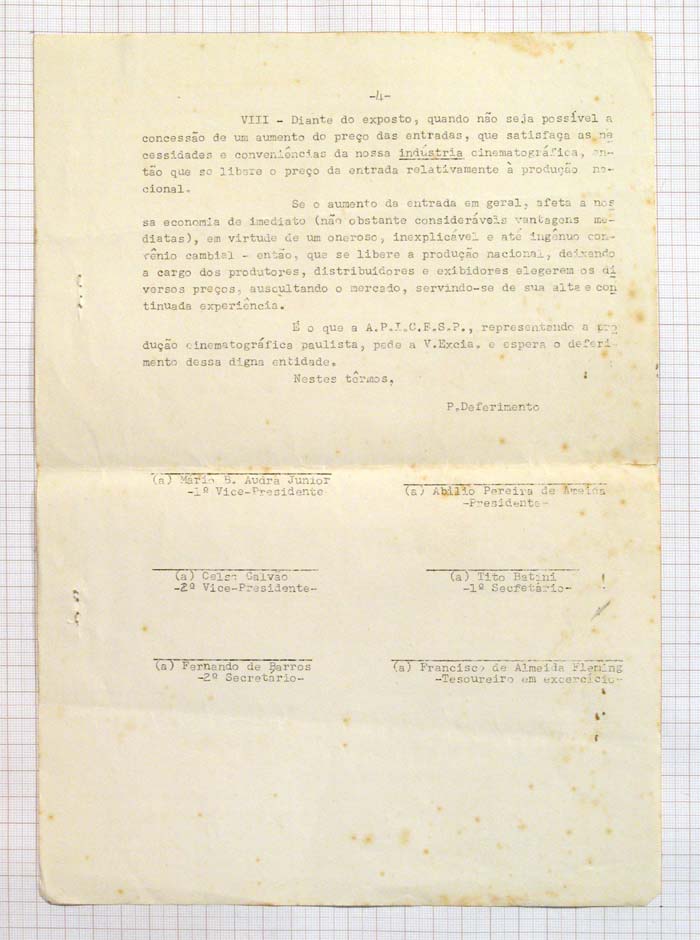 -4-
VIII - Diante do exposto, quando não seja possível a
concessão de um aumento do preço das entradas, que satisfaça as ne
cessidades e conveniências da nossa indústria cinematográfica, en-
tão que se libere o preço da entrada relativamente à produção na-
cional.
Se o aumento da entrada em geral, afeta a nos
sa economia de imediato (não obstante consideráveis vantagens me-
diatas), em virtude de um oneroso, inexplicável e até ingênuo con-
vênio cambial - então, que se libere a produção nacional, deixando
a cargo dos produtores, distribuidores e exibidores elegerem os di
versos preços, auscultando o mercado, servindo-se de sua alta e con
tinuada experiência.
É o que a A.P.I.C.E.S.P., representando a pro
dução cinematográfica paulista, pede a V.Excia. e espera o deferi-
mento dessa digna entidade.
Nestes têrmos,
P.Deferimento
(a) Mário B. Audrá Junior
-1º Vice-Presidente
(a) Abilio Pereira de Ameida
-Presidente-
(a) Celso Galvão
-2º Vice-Presidente-
(a) Tito Batini
-1º Secretário-
(a) Fernando de Barros
-2º Secretário-
(a) Francisco de Almeida Fleming
-Tesoureiro em excercício-